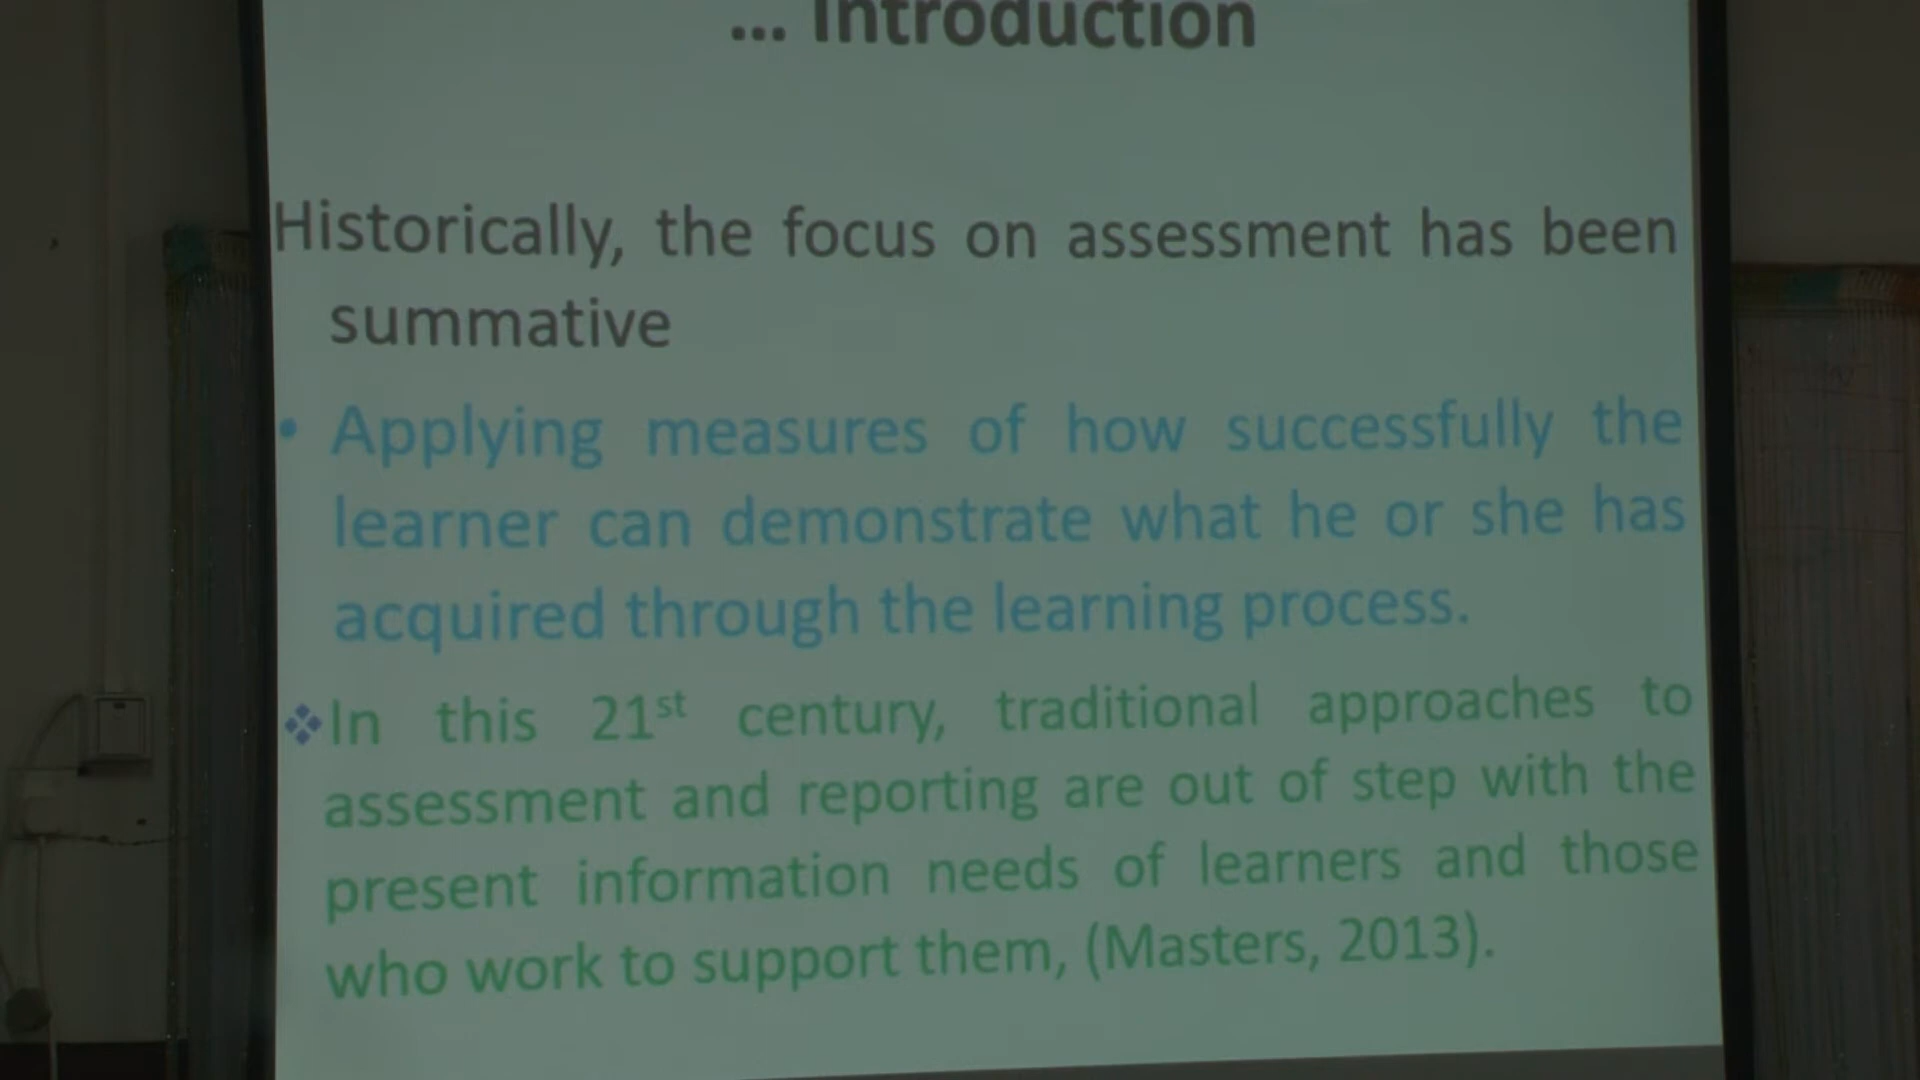 ... Introduction
Historically, the focus on assessment has been
summative
• Applying measures of how successfully the
learner can demonstrate what he or she has
acquired through the learning process.
❖In this 21st century, traditional approaches to
assessment and reporting are out of step with the
present information needs of learners and those
who work to support them, (Masters, 2013).